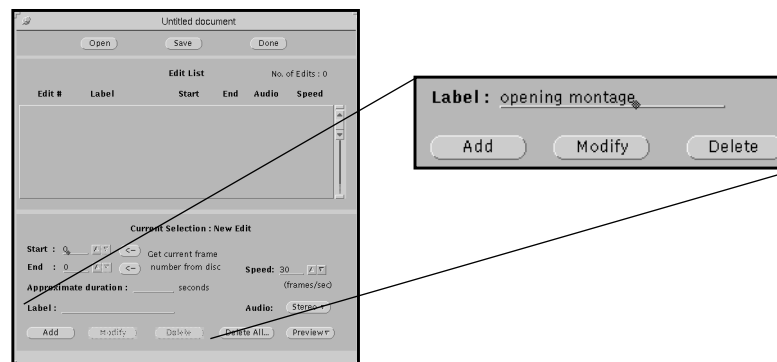 Untitled document
Open Save Done
Edit List No. of Edits : 0
Edit # Label Start End Audio Speed
Current Selection : New Edit
Start : 0 <- Get current frame
End : 0 <- number from disc Speed: 30
Approximate duration : seconds (frames/sec)
Label : Audio: Stereo
Add Modify Delete Delete All... Preview
Label : opening montage
Add Modify Delete